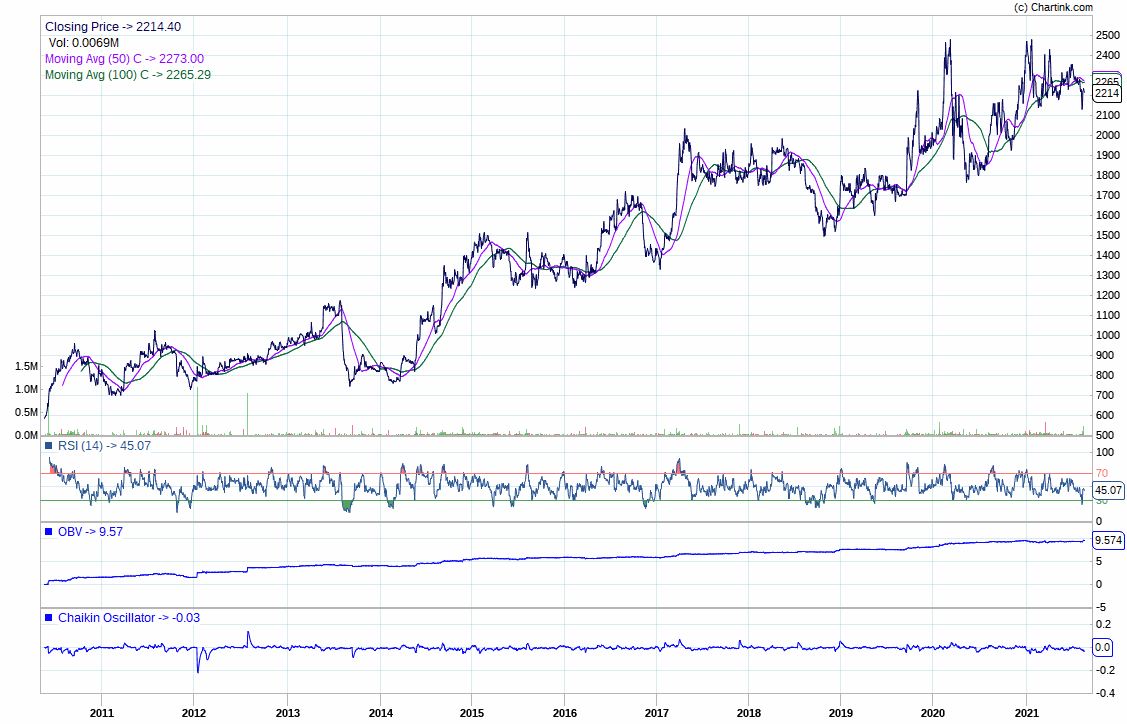 (c) Chartink.com
Closing Price -> 2214.40
Vol: 0.0069M
Moving Avg (50) C -> 2273.00
Moving Avg (100) C -> 2265.29
2500
2400
2265
2214
2100
2000
1900
1800
1700
1600
1500
1400
1300
1200
1100
1000
900
800
700
600
500
1.5M
1.0M
0.5M
0.0M
RSI (14) -> 45.07
100
70
45.07
30
0
OBV -> 9.57
9.574
5
0
-5
Chaikin Oscillator -> -0.03
0.2
0.0
-0.2
-0.4
2011 2012 2013 2014 2015 2016 2017 2018 2019 2020 2021